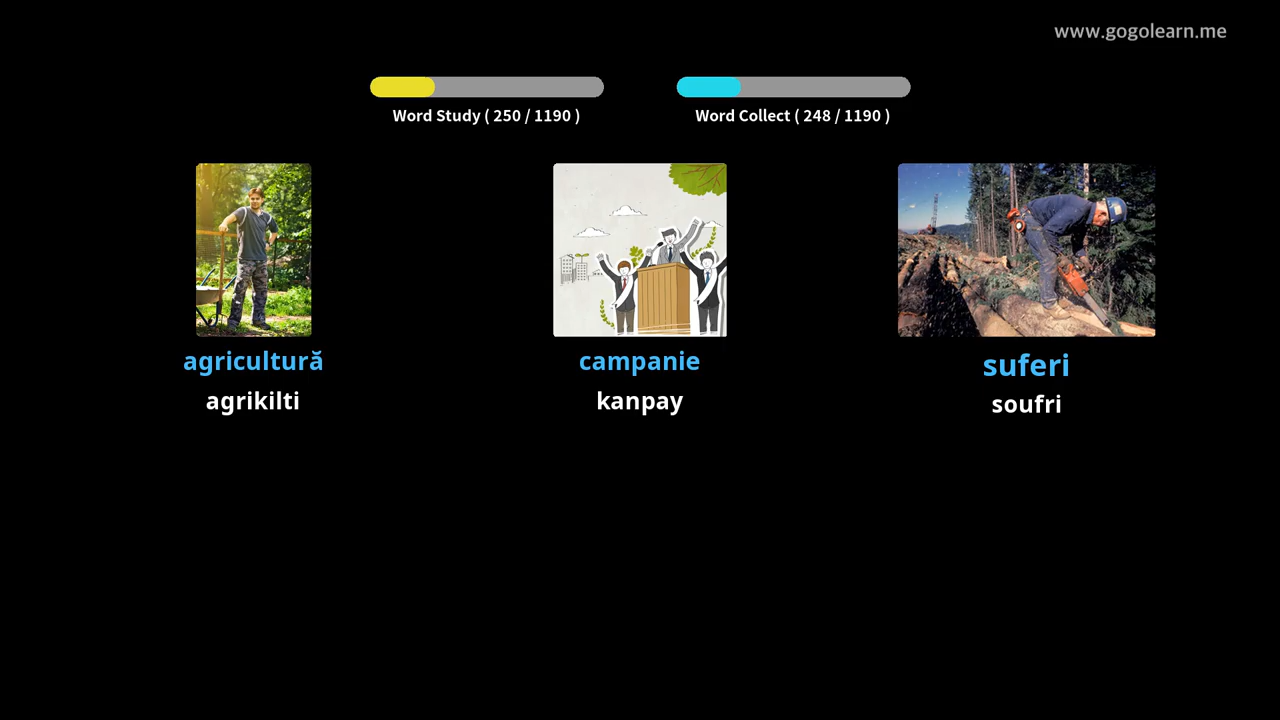 www.gogolearn.me
Word Study ( 250 / 1190 )
Word Collect ( 248 / 1190 )
agricultură
campanie
suferi
agrikilti
kanpay
soufri